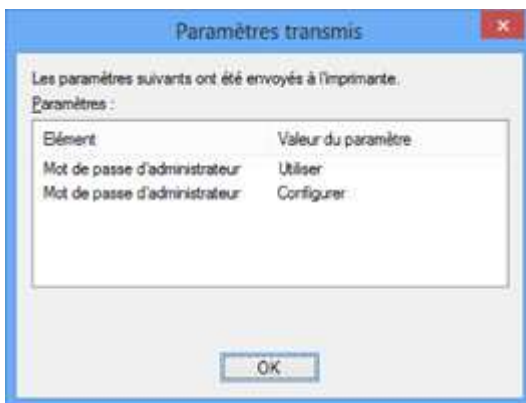 Paramètres transmis
Les paramètres suivants ont été envoyés à l'imprimante.
Paramètres :
Elément Valeur du paramètre
Mot de passe d'administrateur Utiliser
Mot de passe d'administrateur Configurer
OK